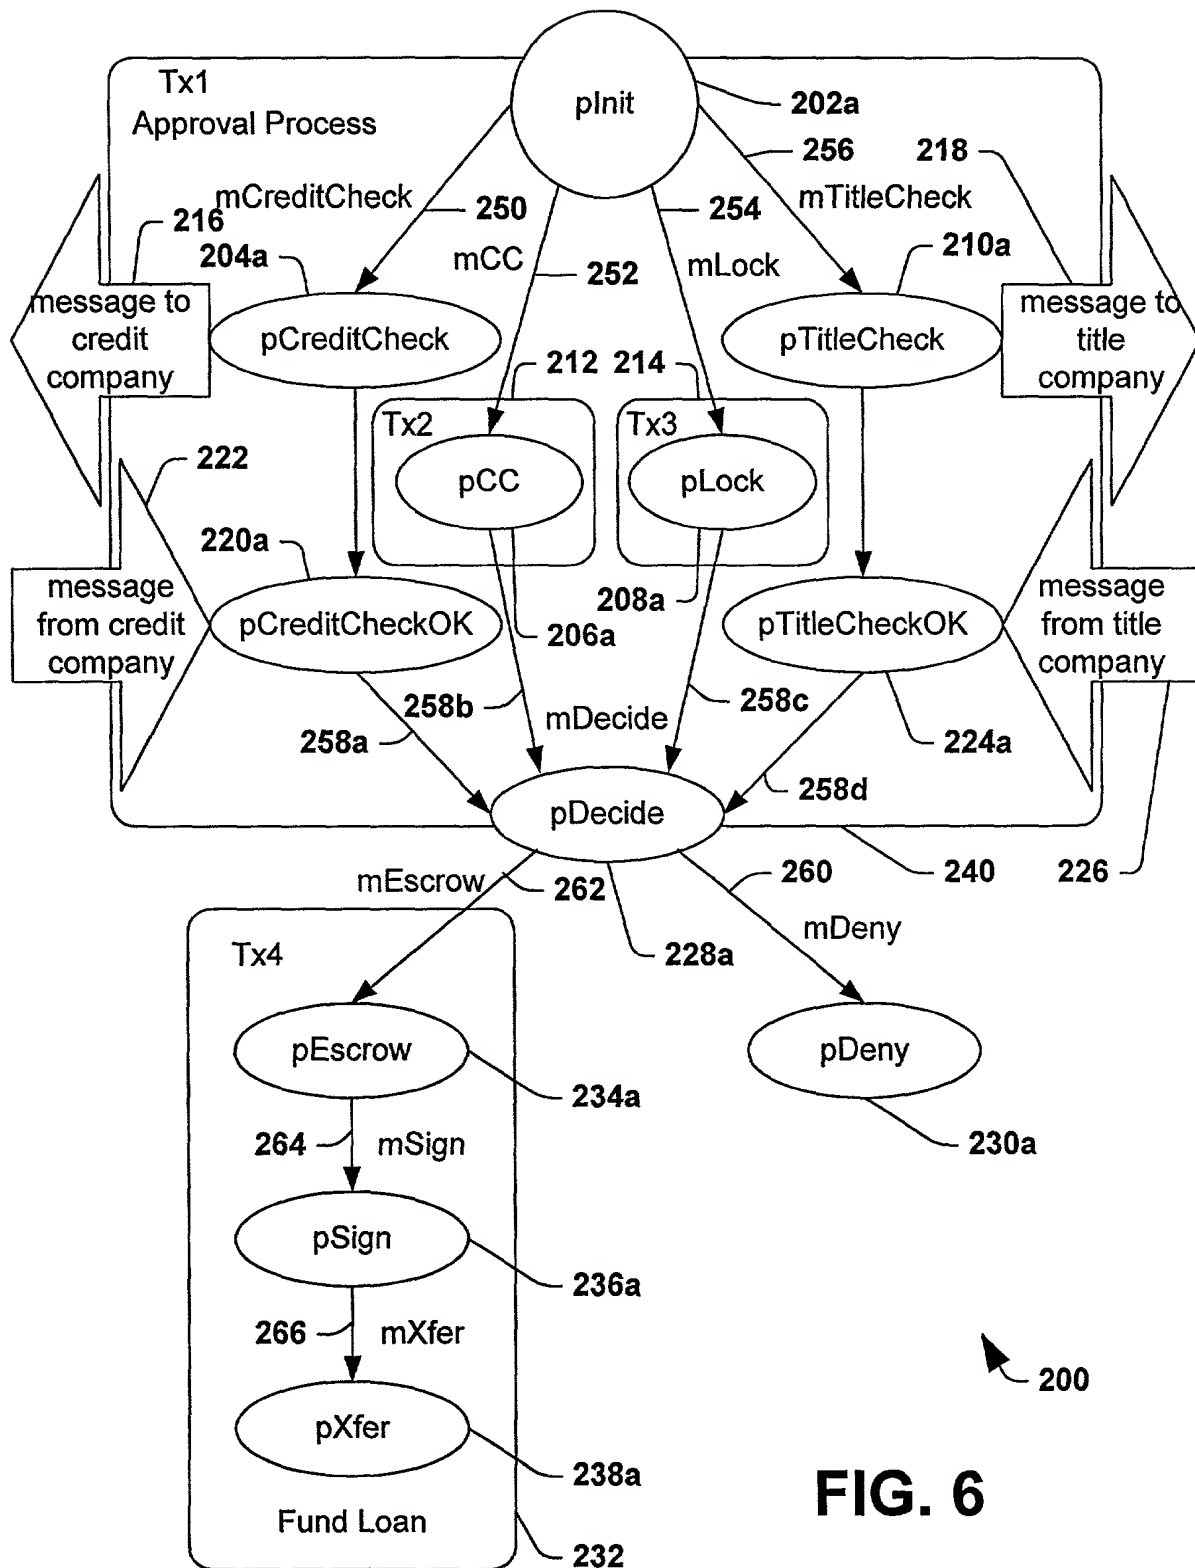 Tx1
pInit
202a
Approval Process
256
218
mCreditCheck
250
254
mTitleCheck
216
204a
mCC
252
mLock
210a
message to
credit
company
pCreditCheck
pTitleCheck
message to
title
company
212
214
Tx2
Tx3
222
pCC
pLock
220a
208a
206a
message
from credit
company
pCreditCheckOK
pTitleCheckOK
message
from title
company
258b
mDecide
258c
258a
224a
258d
pDecide
mEscrow
262
260
240
226
Tx4
mDeny
228a
pEscrow
pDeny
234a
264
mSign
230a
pSign
236a
266
mXfer
200
pXfer
238a
FIG. 6
Fund Loan
232